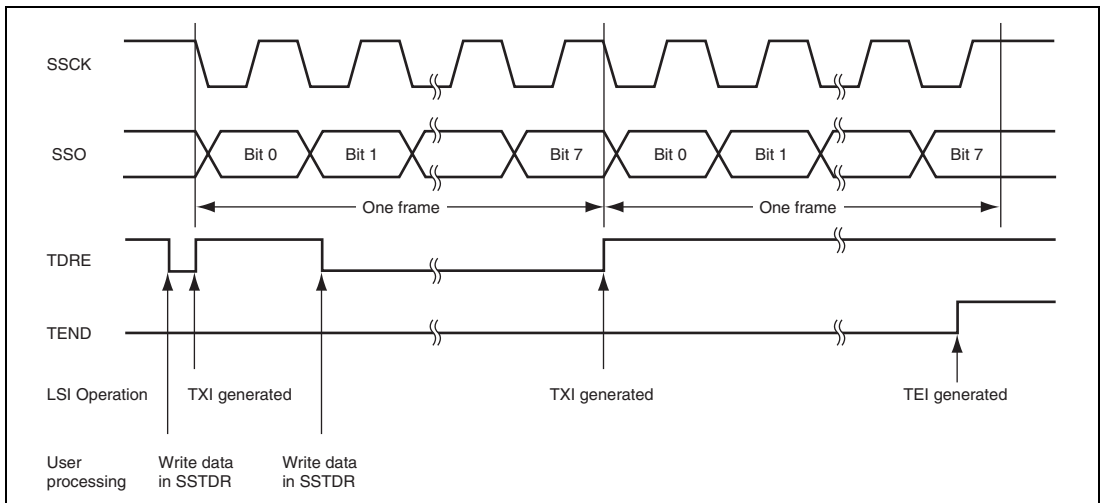 SSCK
SSO
Bit 0
Bit 1
Bit 7
Bit 0
Bit 1
Bit 7
One frame
One frame
TDRE
TEND
LSI Operation
TXI generated
TXI generated
TEI generated
User
processing
Write data
in SSTDR
Write data
in SSTDR